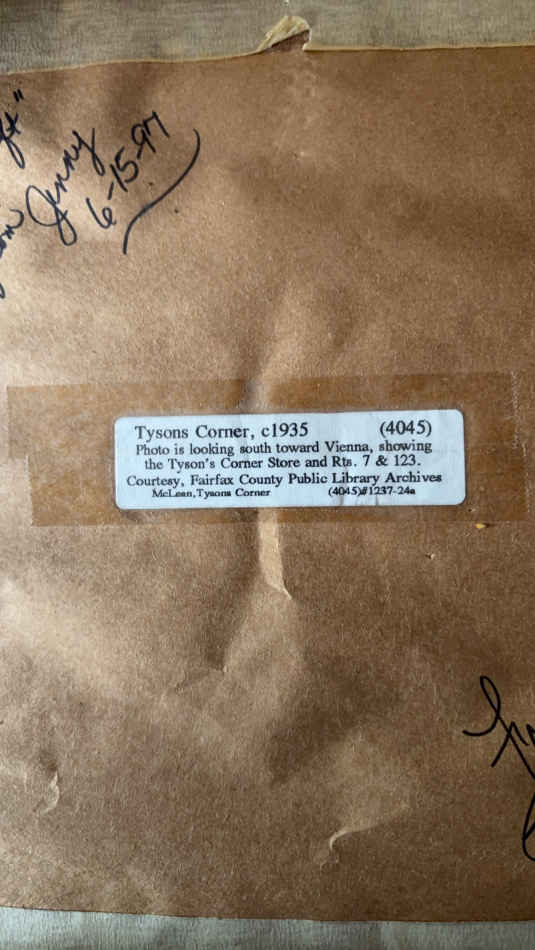 Jenny
6-15-97
Tysons Corner, c1935 (4045)
Photo is looking south toward Vienna, showing
the Tyson's Corner Store and Rts. 7 & 123.
Courtesy, Fairfax County Public Library Archives
McLean, Tysons Corner (4045)#1237-24a